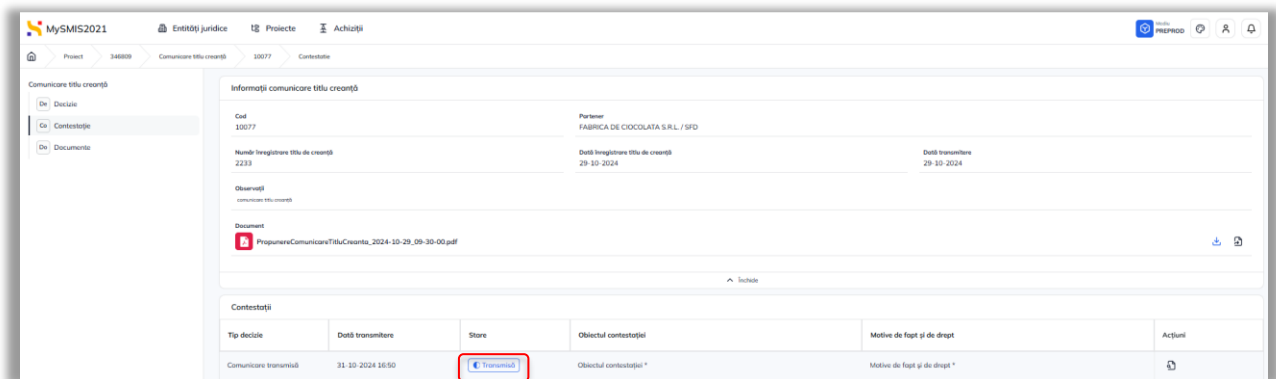 MySMIS2021 Entități juridice Proiecte Achiziții Mediu PREPROD
Proiect 346809 Comunicare titlu creanță 10077 Contestatie
Comunicare titlu creanță
De Decizie
Co Contestație
Do Documente
Informații comunicare titlu creanță
Cod Partener
10077 FABRICA DE CIOCOLATA S.R.L. / SFD
Număr înregistrare titlu de creanță Dată înregistrare titlu de creanță Dată transmitere
2233 29-10-2024 29-10-2024
Observații
comunicare titlu creanță
Document
PropunereComunicareTitluCreanta_2024-10-29_09-30-00.pdf
Închide
Contestații
Tip decizie Dată transmitere Stare Obiectul contestației Motive de fapt și de drept Acțiuni
Comunicare transmisă 31-10-2024 16:50 Transmisă Obiectul contestației * Motive de fapt și de drept *